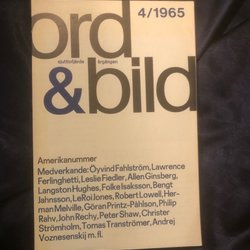 ord
4/1965
sjuttiofjärde årgången
&bild
Amerikanummer
Medverkande: Öyvind Fahlström, Lawrence
Ferlinghetti, Leslie Fiedler, Allen Ginsberg,
Langston Hughes, Folke Isaksson, Bengt
Jahnsson, LeRoi Jones, Robert Lowell, Her-
man Melville, Göran Printz-Påhlson, Philip
Rahv, John Rechy, Peter Shaw, Christer
Strömholm, Tomas Tranströmer, Andrej
Voznesenskij m. fl.